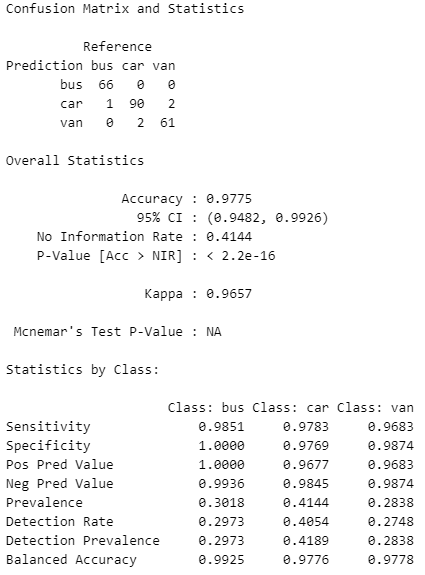 Confusion Matrix and Statistics
Reference
Prediction bus car van
bus 66 0 0
car 1 90 2
van 0 2 61
Overall Statistics
Accuracy : 0.9775
95% CI : (0.9482, 0.9926)
No Information Rate : 0.4144
P-Value [Acc > NIR] : < 2.2e-16
Kappa : 0.9657
Mcnemar's Test P-Value : NA
Statistics by Class:
Class: bus Class: car Class: van
Sensitivity 0.9851 0.9783 0.9683
Specificity 1.0000 0.9769 0.9874
Pos Pred Value 1.0000 0.9677 0.9683
Neg Pred Value 0.9936 0.9845 0.9874
Prevalence 0.3018 0.4144 0.2838
Detection Rate 0.2973 0.4054 0.2748
Detection Prevalence 0.2973 0.4189 0.2838
Balanced Accuracy 0.9925 0.9776 0.9778